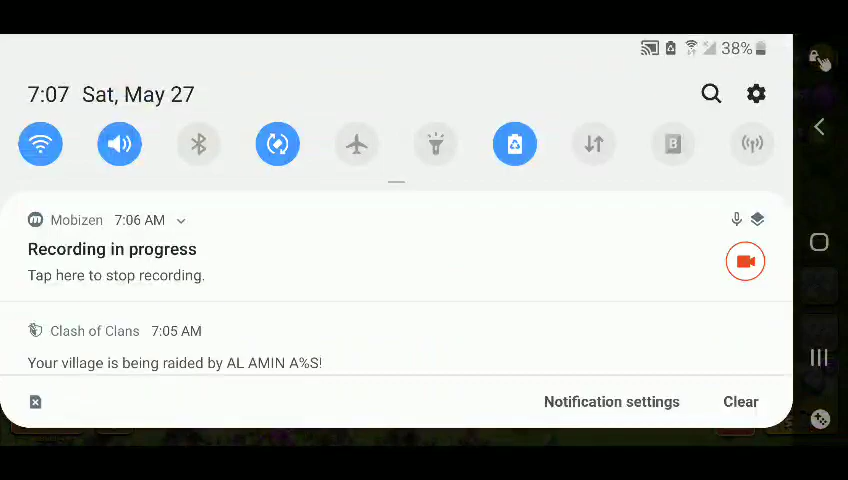 38%
7:07 Sat, May 27
B
m Mobizen 7:06 AM
Recording in progress
Tap here to stop recording.
Clash of Clans 7:05 AM
Your village is being raided by AL AMIN A%S!
Notification settings Clear